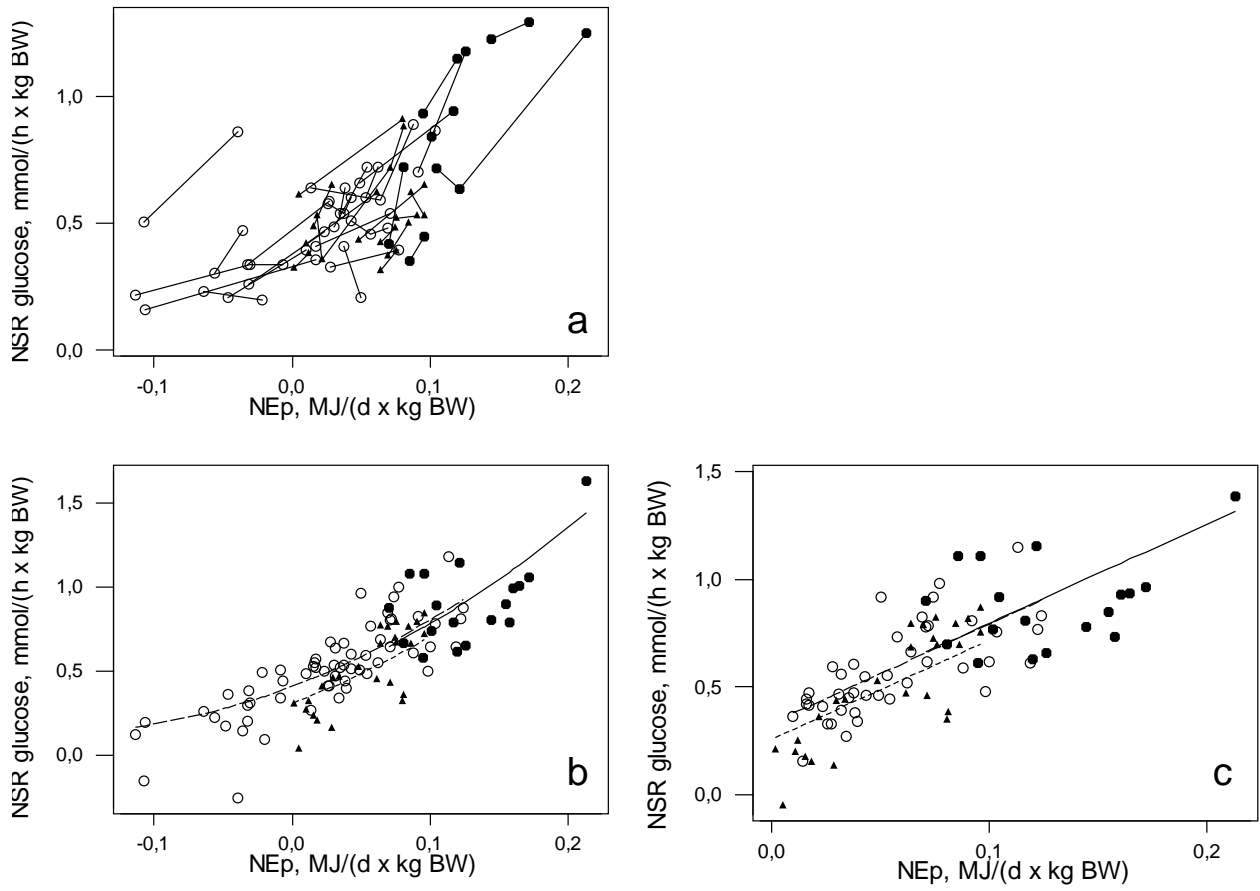 NSR glucose, mmol/(h x kg BW)
1,0
0,5
0,0
-0,1 0,0 0,1 0,2
NEp, MJ/(d x kg BW)
a
NSR glucose, mmol/(h x kg BW)
1,5
1,0
0,5
0,0
-0,1 0,0 0,1 0,2
NEp, MJ/(d x kg BW)
b
NSR glucose, mmol/(h x kg BW)
1,5
1,0
0,5
0,0
0,0 0,1 0,2
NEp, MJ/(d x kg BW)
c